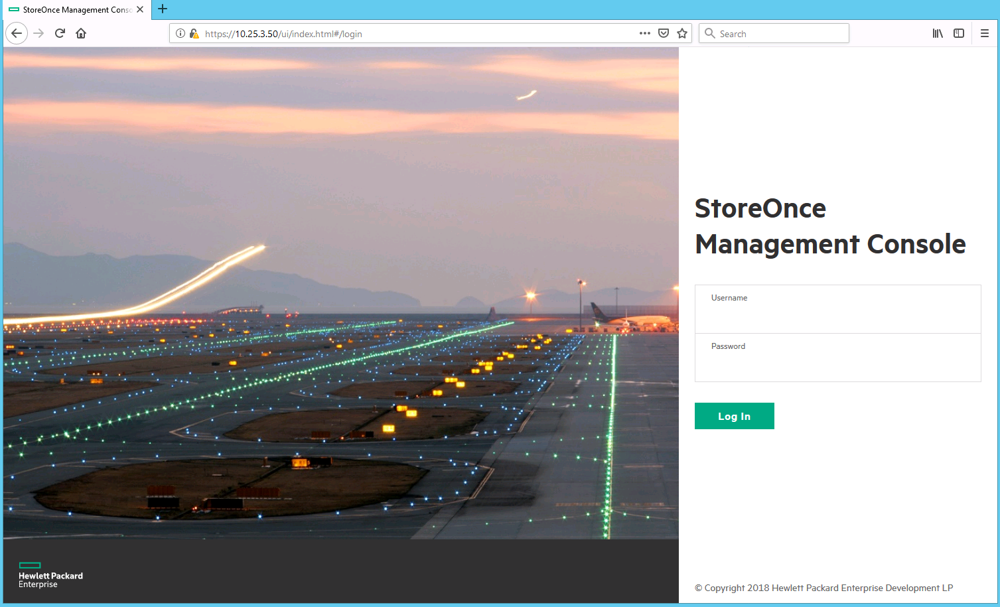 StoreOnce Management Conso
https://10.25.3.50/ui/index.html#/login
Search
StoreOnce
Management Console
Username
Password
Log In
Hewlett Packard
Enterprise
© Copyright 2018 Hewlett Packard Enterprise Development LP